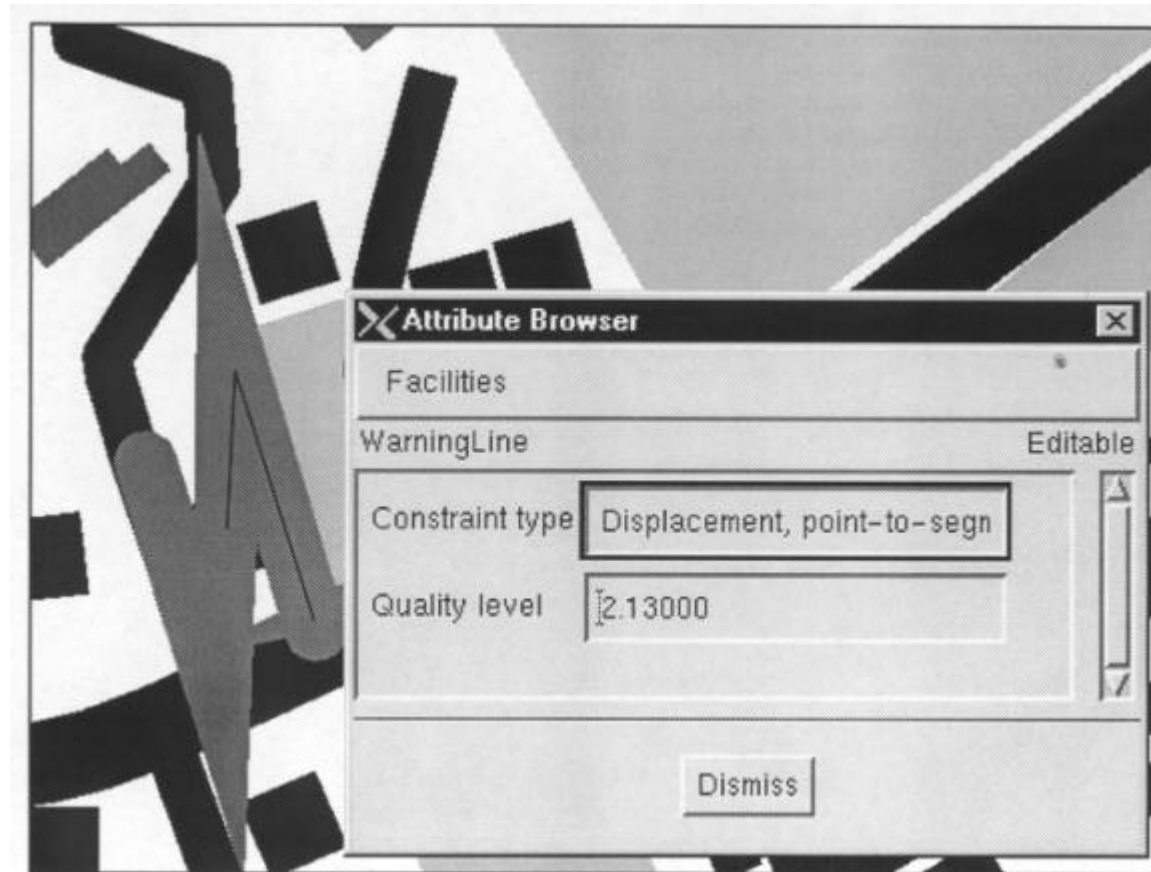 Attribute Browser
Facilities
WarningLine Editable
Constraint type Displacement, point-to-segn
Quality level 2.13000
Dismiss